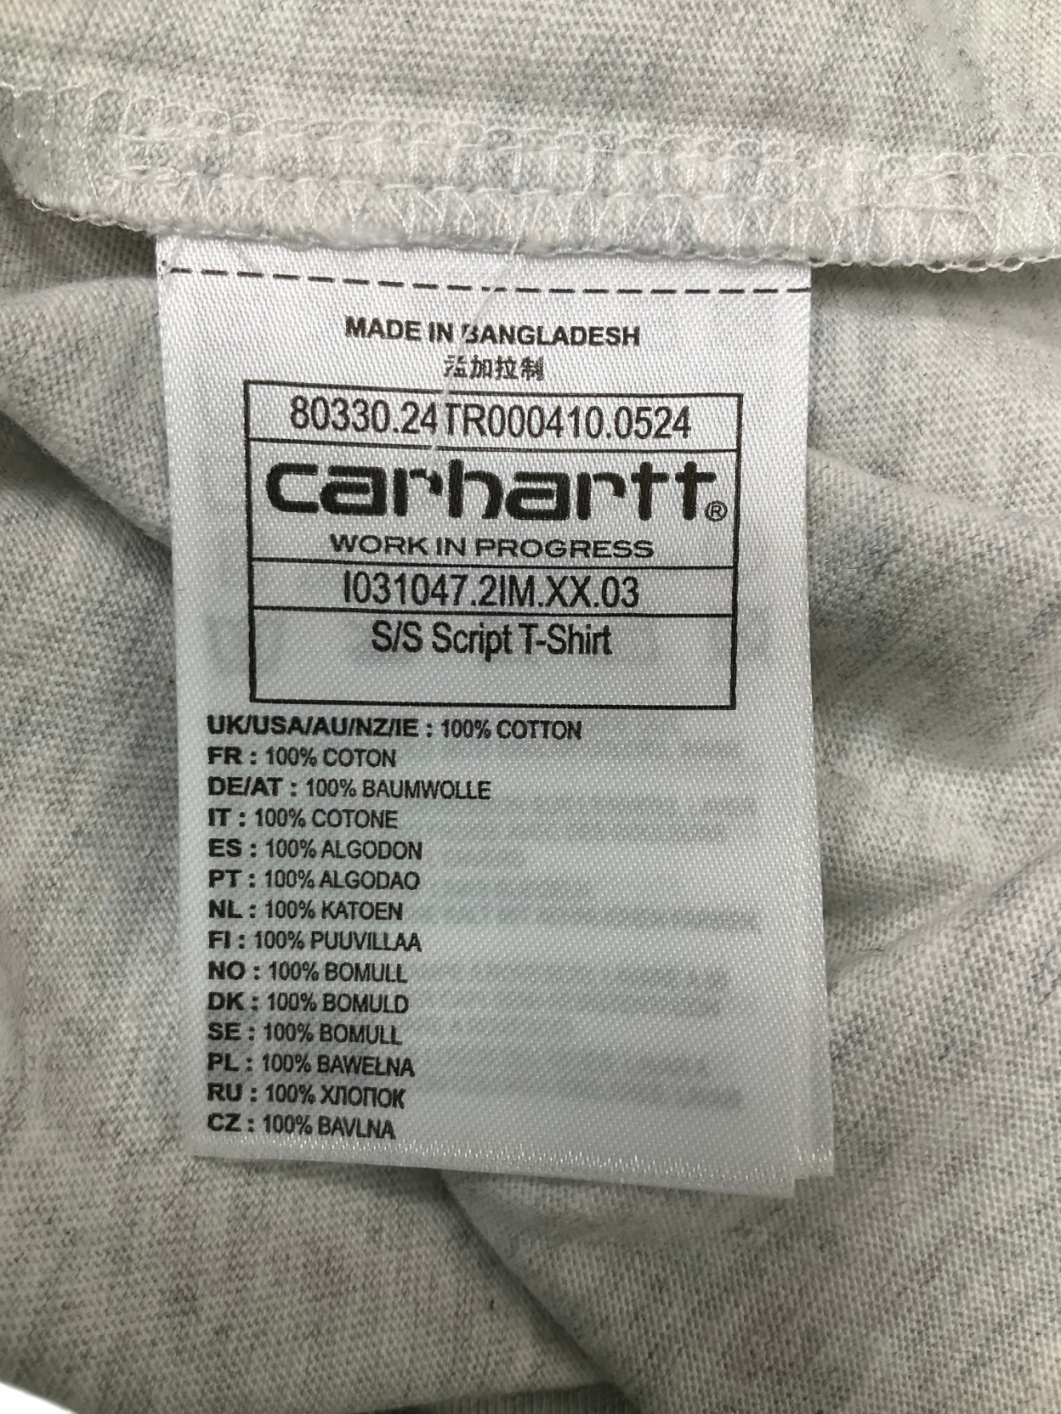 MADE IN BANGLADESH
孟加拉制
80330.24TR000410.0524
carhartt®
WORK IN PROGRESS
I031047.2IM.XX.03
S/S Script T-Shirt
UK/USA/AU/NZ/IE : 100% COTTON
FR : 100% COTON
DE/AT : 100% BAUMWOLLE
IT : 100% COTONE
ES : 100% ALGODON
PT : 100% ALGODAO
NL : 100% KATOEN
FI : 100% PUUVILLAA
NO : 100% BOMULL
DK : 100% BOMULD
SE : 100% BOMULL
PL : 100% BAWEŁNA
RU : 100% ХЛОПОК
CZ : 100% BAVLNA